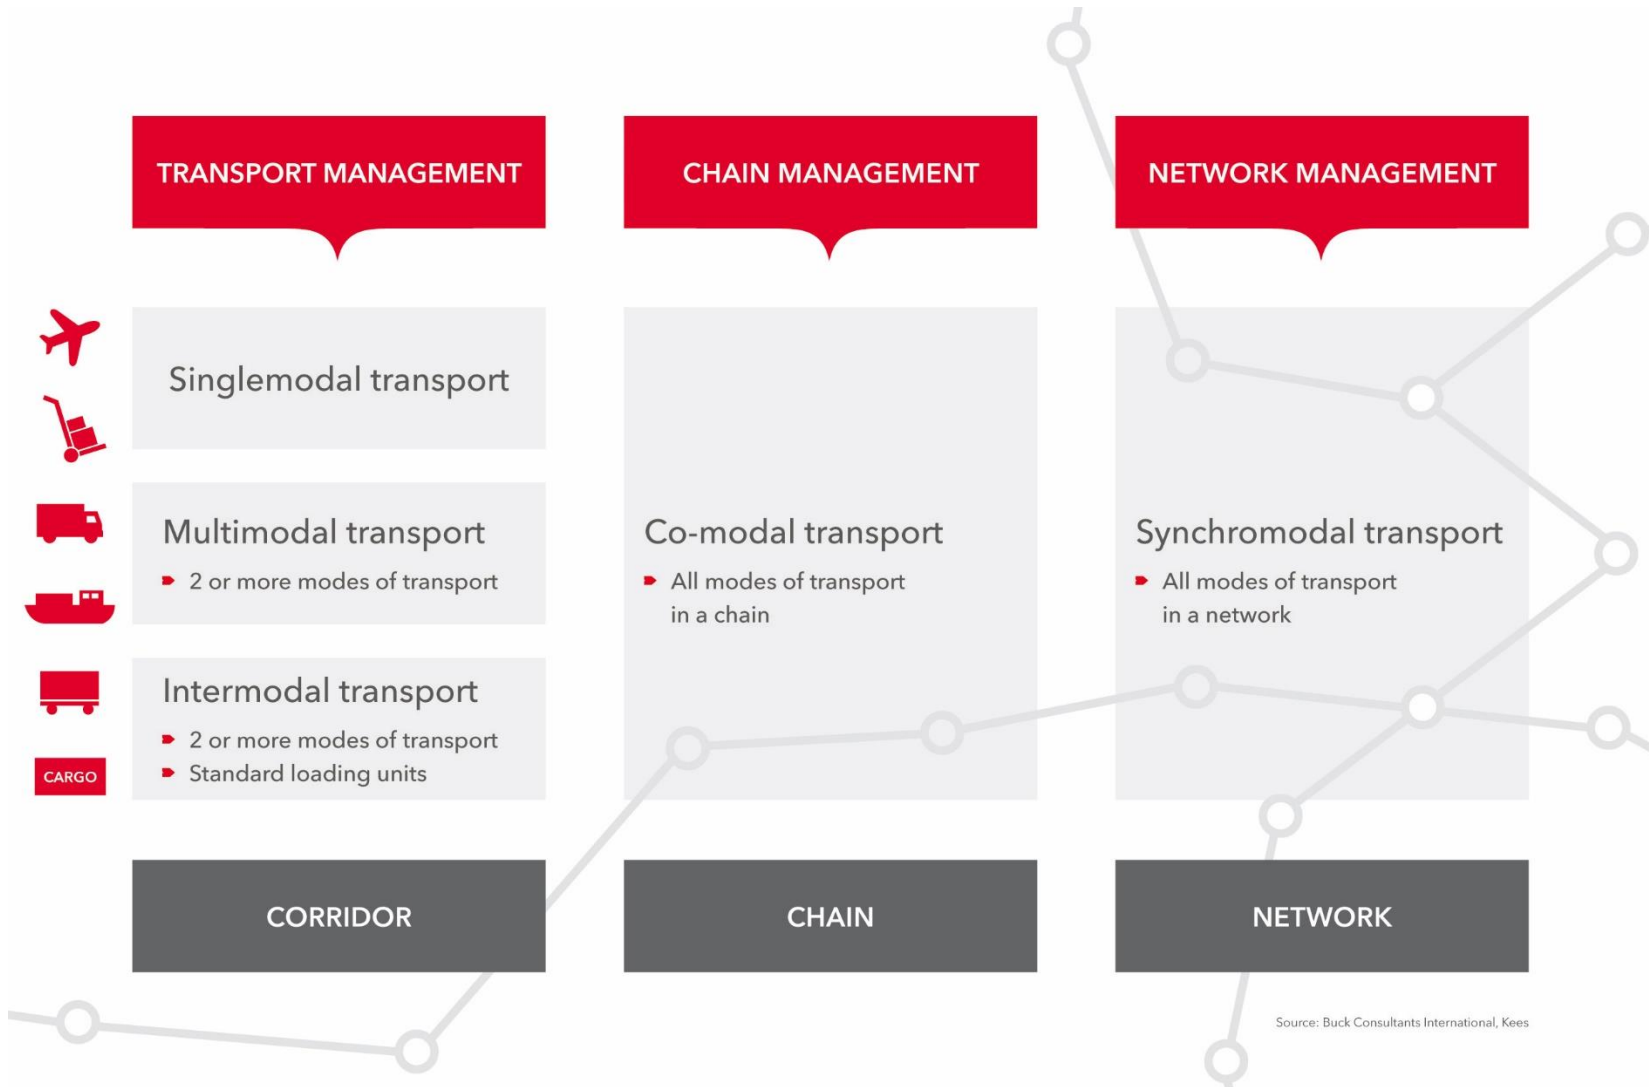 TRANSPORT MANAGEMENT
CHAIN MANAGEMENT
NETWORK MANAGEMENT
Singlemodal transport
Multimodal transport
2 or more modes of transport
Intermodal transport
2 or more modes of transport
Standard loading units
CARGO
Co-modal transport
All modes of transport
in a chain
Synchromodal transport
All modes of transport
in a network
CORRIDOR
CHAIN
NETWORK
Source: Buck Consultants International, Kees